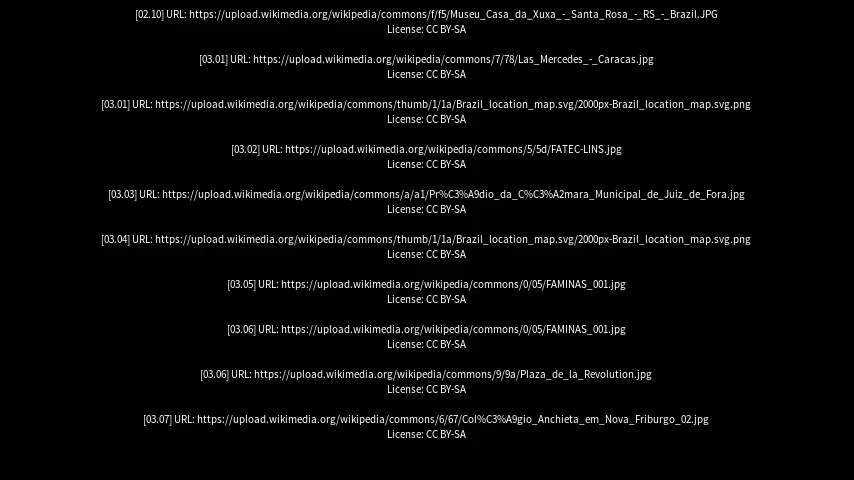 [02.10] URL: https://upload.wikimedia.org/wikipedia/commons/f/f5/Museu_Casa_da_Xuxa_-_Santa_Rosa_-_RS_-_Brazil.JPG
License: CC BY-SA
[03.01] URL: https://upload.wikimedia.org/wikipedia/commons/7/78/Las_Mercedes_-_Caracas.jpg
License: CC BY-SA
[03.01] URL: https://upload.wikimedia.org/wikipedia/commons/thumb/1/1a/Brazil_location_map.svg/2000px-Brazil_location_map.svg.png
License: CC BY-SA
[03.02] URL: https://upload.wikimedia.org/wikipedia/commons/5/5d/FATEC-LINS.jpg
License: CC BY-SA
[03.03] URL: https://upload.wikimedia.org/wikipedia/commons/a/a1/Pr%C3%A9dio_da_C%C3%A2mara_Municipal_de_Juiz_de_Fora.jpg
License: CC BY-SA
[03.04] URL: https://upload.wikimedia.org/wikipedia/commons/thumb/1/1a/Brazil_location_map.svg/2000px-Brazil_location_map.svg.png
License: CC BY-SA
[03.05] URL: https://upload.wikimedia.org/wikipedia/commons/0/05/FAMINAS_001.jpg
License: CC BY-SA
[03.06] URL: https://upload.wikimedia.org/wikipedia/commons/0/05/FAMINAS_001.jpg
License: CC BY-SA
[03.06] URL: https://upload.wikimedia.org/wikipedia/commons/9/9a/Plaza_de_la_Revolution.jpg
License: CC BY-SA
[03.07] URL: https://upload.wikimedia.org/wikipedia/commons/6/67/Col%C3%A9gio_Anchieta_em_Nova_Friburgo_02.jpg
License: CC BY-SA